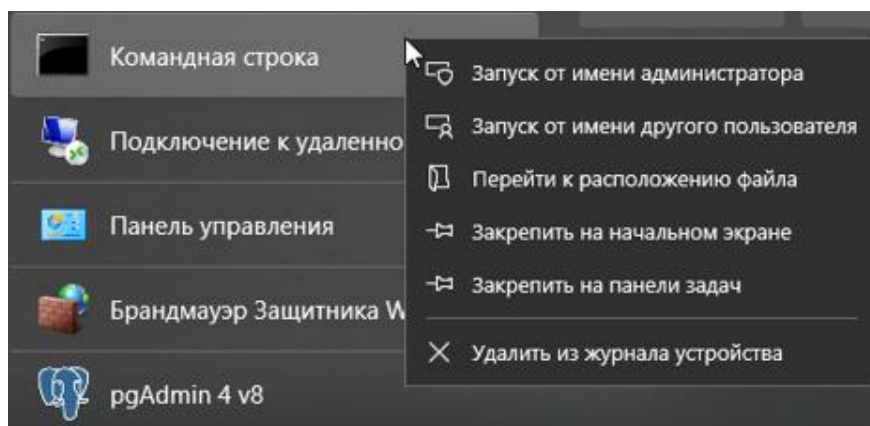 Командная строка
Подключение к удаленно
Панель управления
Брандмауэр Защитника W
pgAdmin 4 v8
Запуск от имени администратора
Запуск от имени другого пользователя
Перейти к расположению файла
Закрепить на начальном экране
Закрепить на панели задач
Удалить из журнала устройства